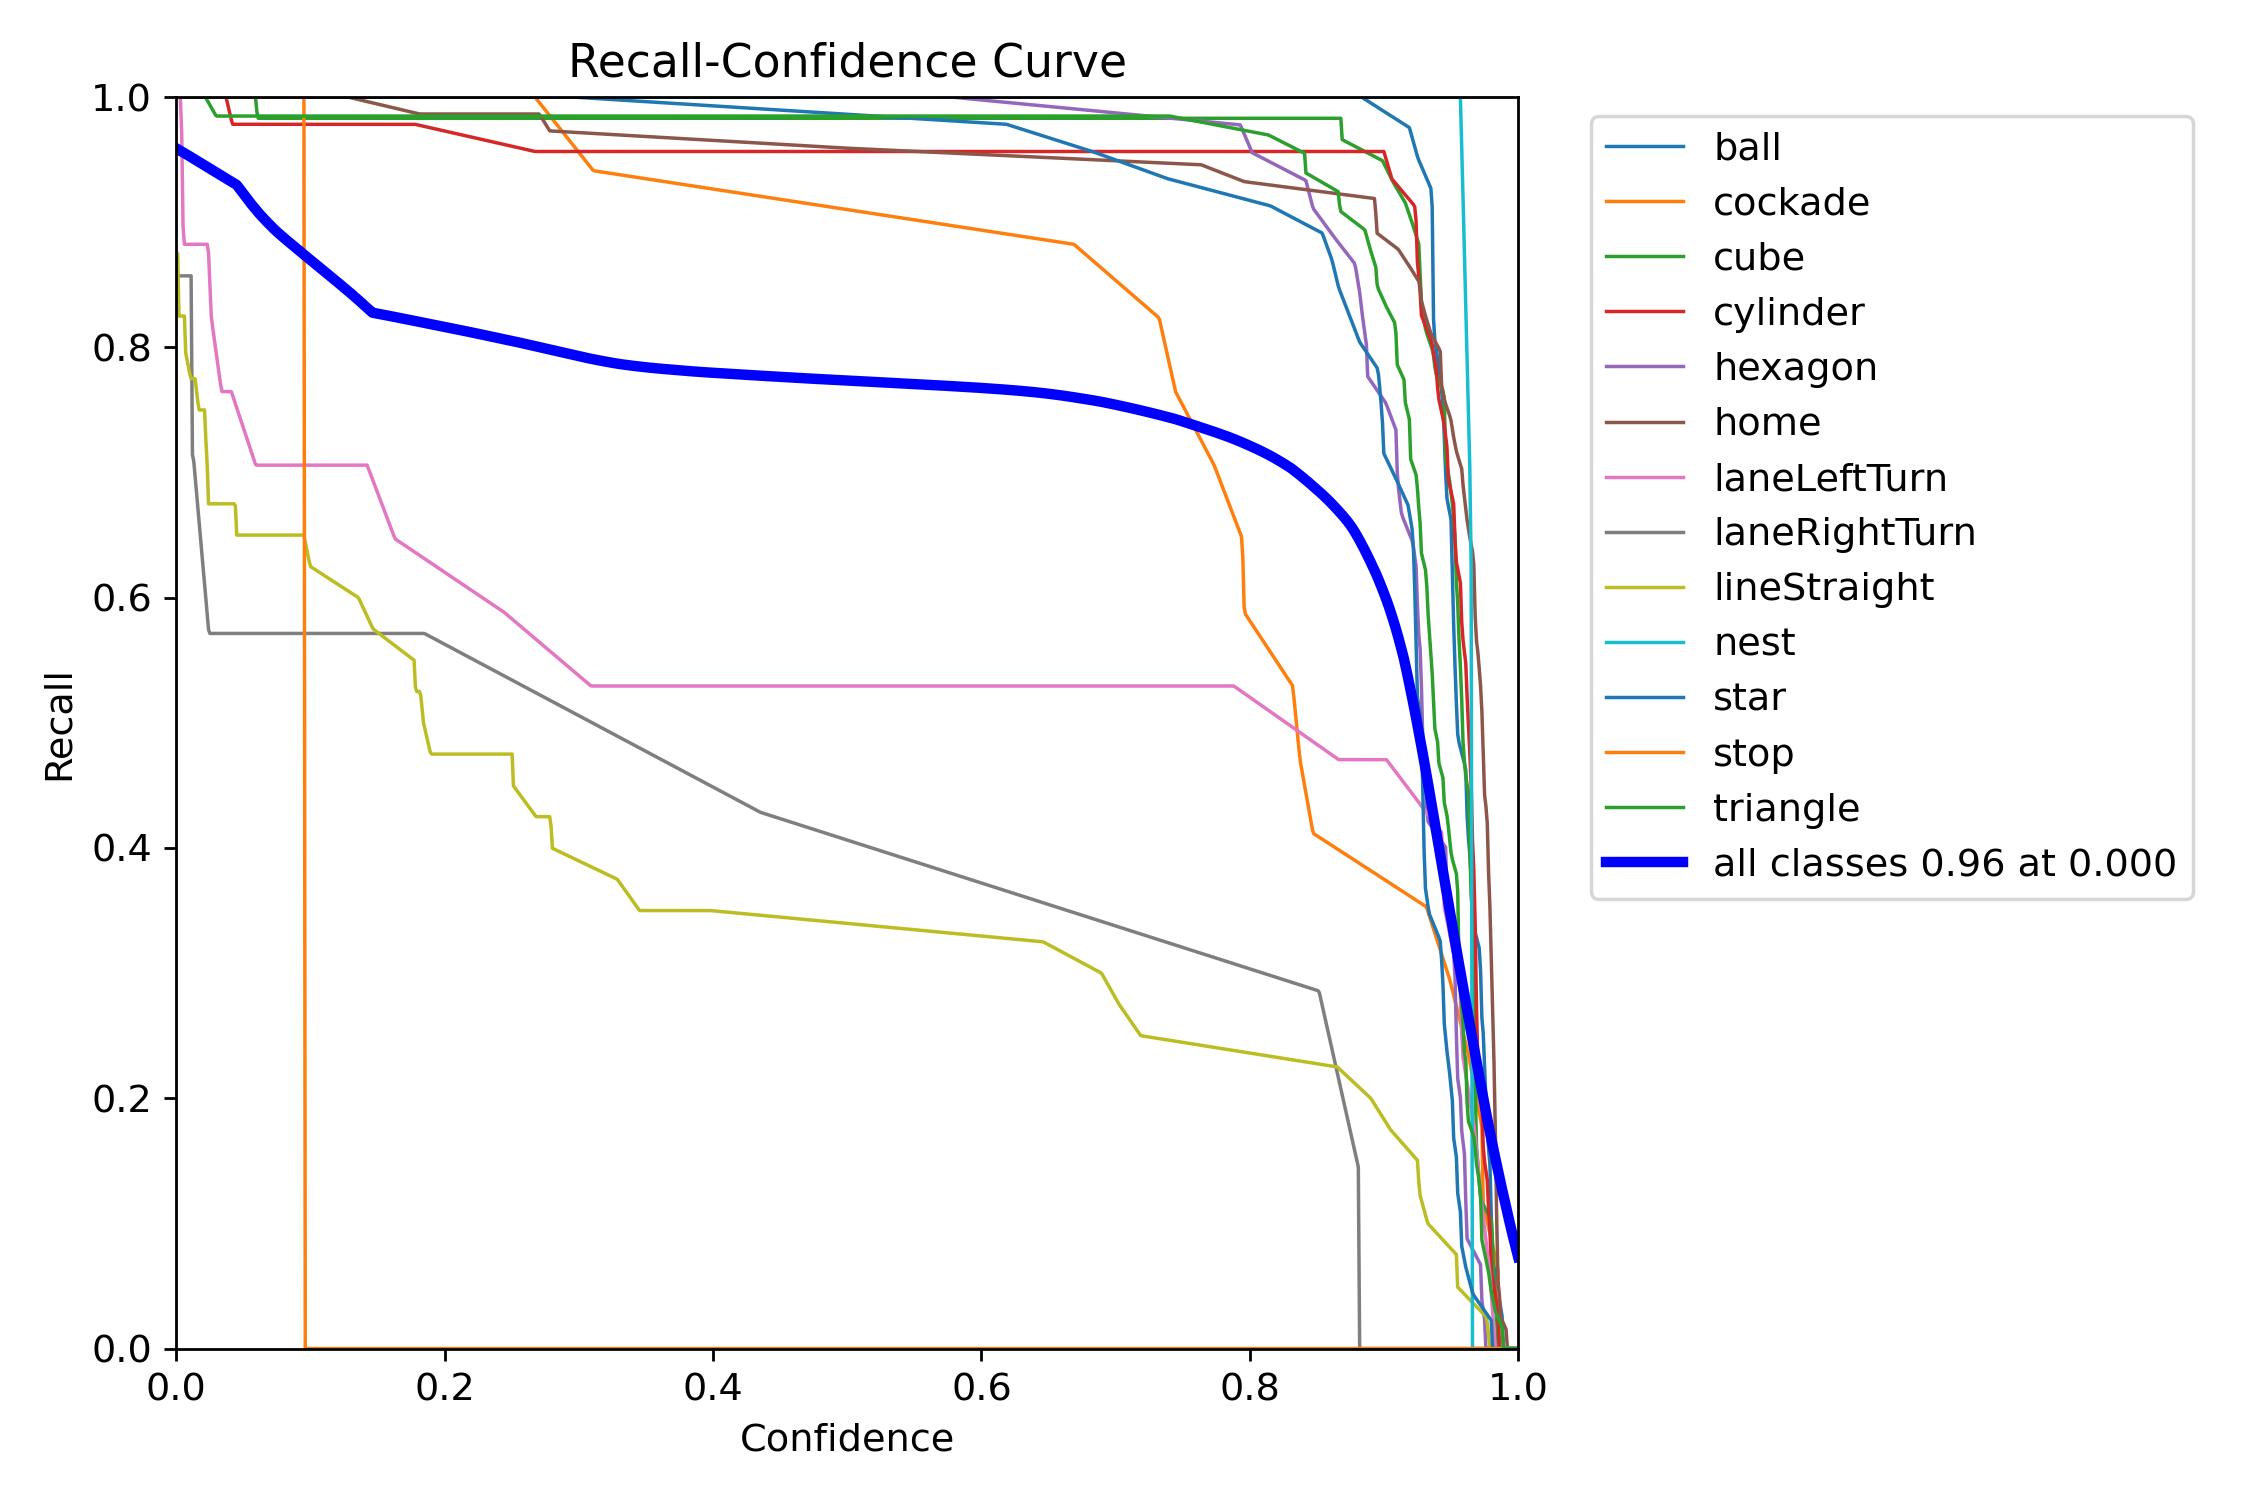 Recall-Confidence Curve
1.0
0.8
0.6
0.4
0.2
0.0
Recall
0.0 0.2 0.4 0.6 0.8 1.0
Confidence
ball
cockade
cube
cylinder
hexagon
home
laneLeftTurn
laneRightTurn
lineStraight
nest
star
stop
triangle
all classes 0.96 at 0.000